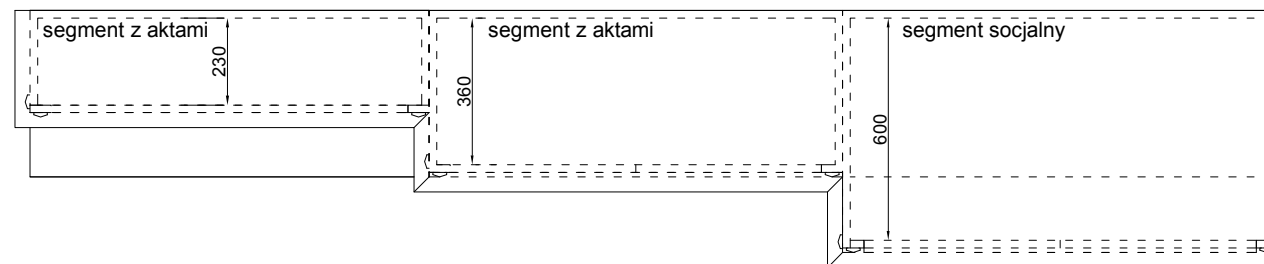 segment z aktami
segment z aktami
segment socjalny
230
360
600